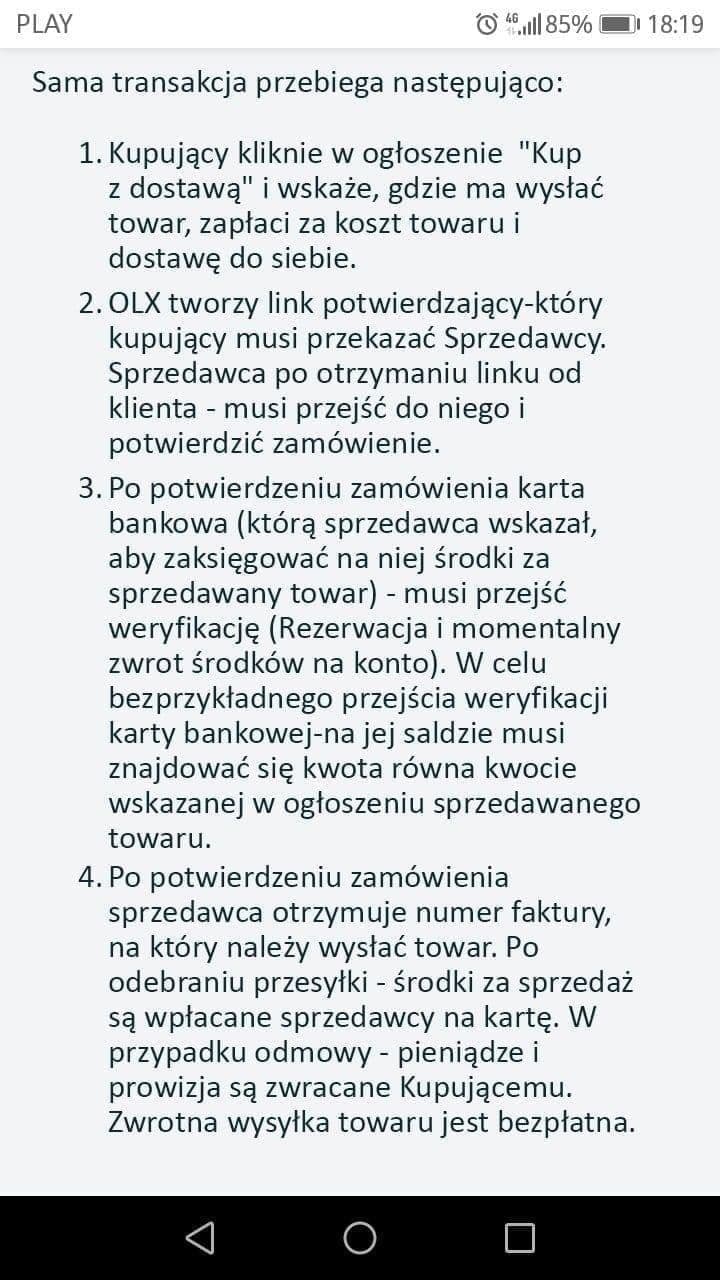 PLAY 4G 85% 18:19
Sama transakcja przebiega następująco:
1. Kupujący kliknie w ogłoszenie "Kup
z dostawą" i wskaże, gdzie ma wysłać
towar, zapłaci za koszt towaru i
dostawę do siebie.
2. OLX tworzy link potwierdzający-który
kupujący musi przekazać Sprzedawcy.
Sprzedawca po otrzymaniu linku od
klienta - musi przejść do niego i
potwierdzić zamówienie.
3. Po potwierdzeniu zamówienia karta
bankowa (którą sprzedawca wskazał,
aby zaksięgować na niej środki za
sprzedawany towar) - musi przejść
weryfikację (Rezerwacja i momentalny
zwrot środków na konto). W celu
bezprzykładnego przejścia weryfikacji
karty bankowej-na jej saldzie musi
znajdować się kwota równa kwocie
wskazanej w ogłoszeniu sprzedawanego
towaru.
4. Po potwierdzeniu zamówienia
sprzedawca otrzymuje numer faktury,
na który należy wysłać towar. Po
odebraniu przesyłki - środki za sprzedaż
są wpłacane sprzedawcy na kartę. W
przypadku odmowy - pieniądze i
prowizja są zwracane Kupującemu.
Zwrotna wysyłka towaru jest bezpłatna.